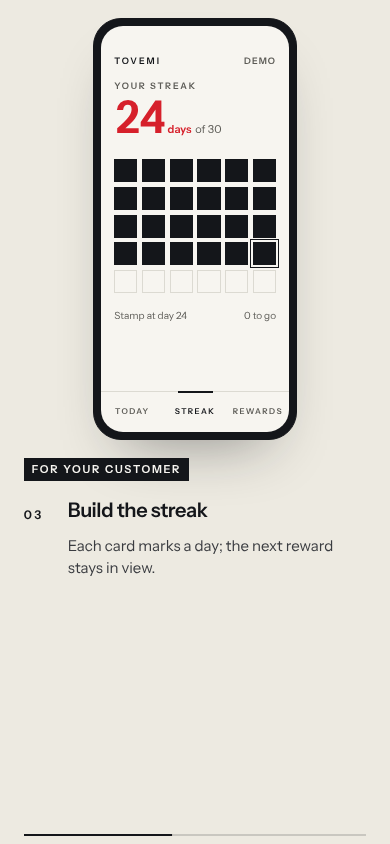 TOVEMI DEMO
YOUR STREAK
24 days of 30
Stamp at day 24 0 to go
TODAY STREAK REWARDS
FOR YOUR CUSTOMER
03 Build the streak
Each card marks a day; the next reward
stays in view.